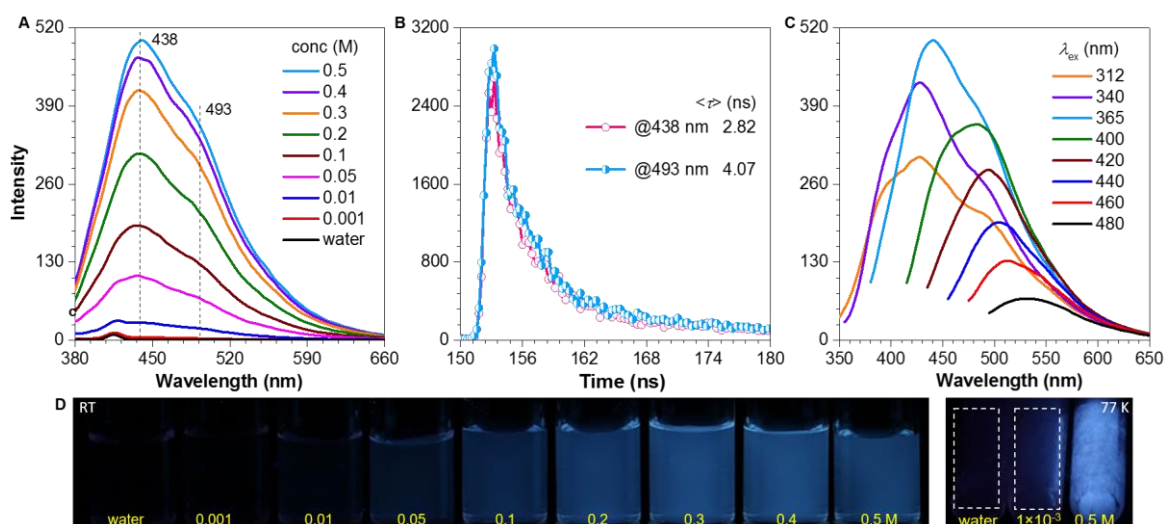 A
520
390
260
130
0
Intensity
380
450
520
590
660
Wavelength (nm)
438
493
conc (M)
0.5
0.4
0.3
0.2
0.1
0.05
0.01
0.001
water
B
3200
2400
1600
800
0
150
156
162
168
174
180
Time (ns)
<τ> (ns)
@438 nm 2.82
@493 nm 4.07
C
520
390
260
130
0
350
400
450
500
550
600
650
Wavelength (nm)
λex (nm)
312
340
365
400
420
440
460
480
D
RT
water
0.001
0.01
0.05
0.1
0.2
0.3
0.4
0.5 M
77 K
water
1×10⁻³
0.5 M